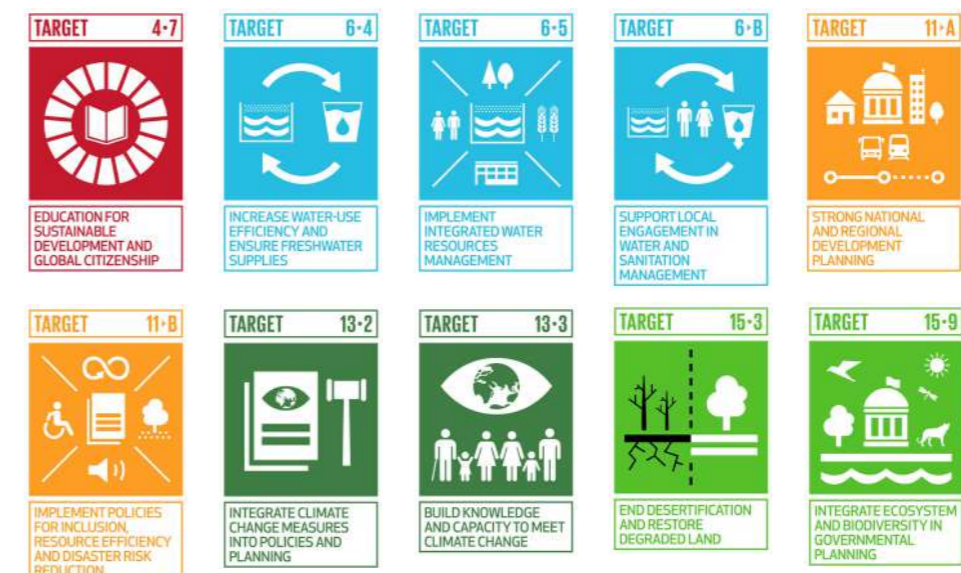 TARGET 4·7
EDUCATION FOR
SUSTAINABLE
DEVELOPMENT AND
GLOBAL CITIZENSHIP
TARGET 6·4
INCREASE WATER-USE
EFFICIENCY AND
ENSURE FRESHWATER
SUPPLIES
TARGET 6·5
IMPLEMENT
INTEGRATED WATER
RESOURCES
MANAGEMENT
TARGET 6·B
SUPPORT LOCAL
ENGAGEMENT IN
WATER AND
SANITATION
MANAGEMENT
TARGET 11·A
STRONG NATIONAL
AND REGIONAL
DEVELOPMENT
PLANNING
TARGET 11·B
IMPLEMENT POLICIES
FOR INCLUSION,
RESOURCE EFFICIENCY
AND DISASTER RISK
REDUCTION
TARGET 13·2
INTEGRATE CLIMATE
CHANGE MEASURES
INTO POLICIES AND
PLANNING
TARGET 13·3
BUILD KNOWLEDGE
AND CAPACITY TO MEET
CLIMATE CHANGE
TARGET 15·3
END DESERTIFICATION
AND RESTORE
DEGRADED LAND
TARGET 15·9
INTEGRATE ECOSYSTEM
AND BIODIVERSITY IN
GOVERNMENTAL
PLANNING